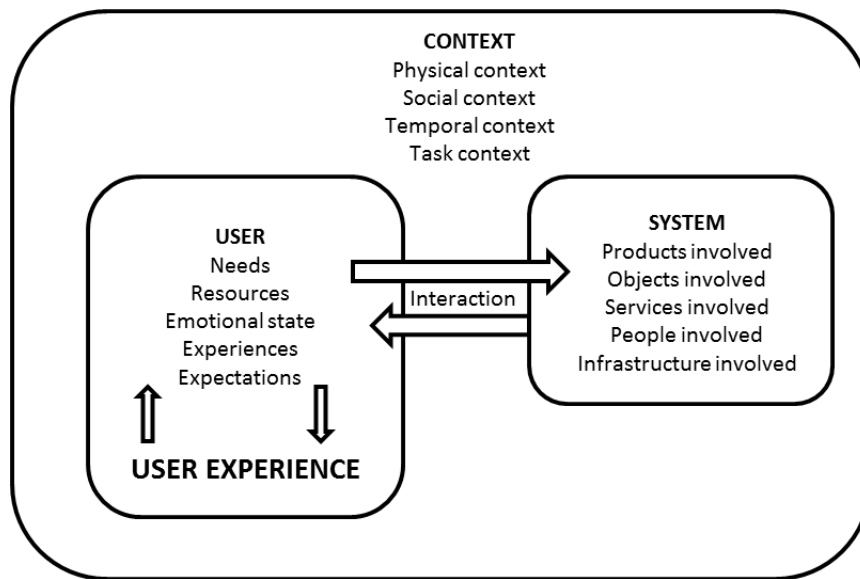 CONTEXT
Physical context
Social context
Temporal context
Task context
USER
Needs
Resources
Emotional state
Experiences
Expectations
USER EXPERIENCE
Interaction
SYSTEM
Products involved
Objects involved
Services involved
People involved
Infrastructure involved